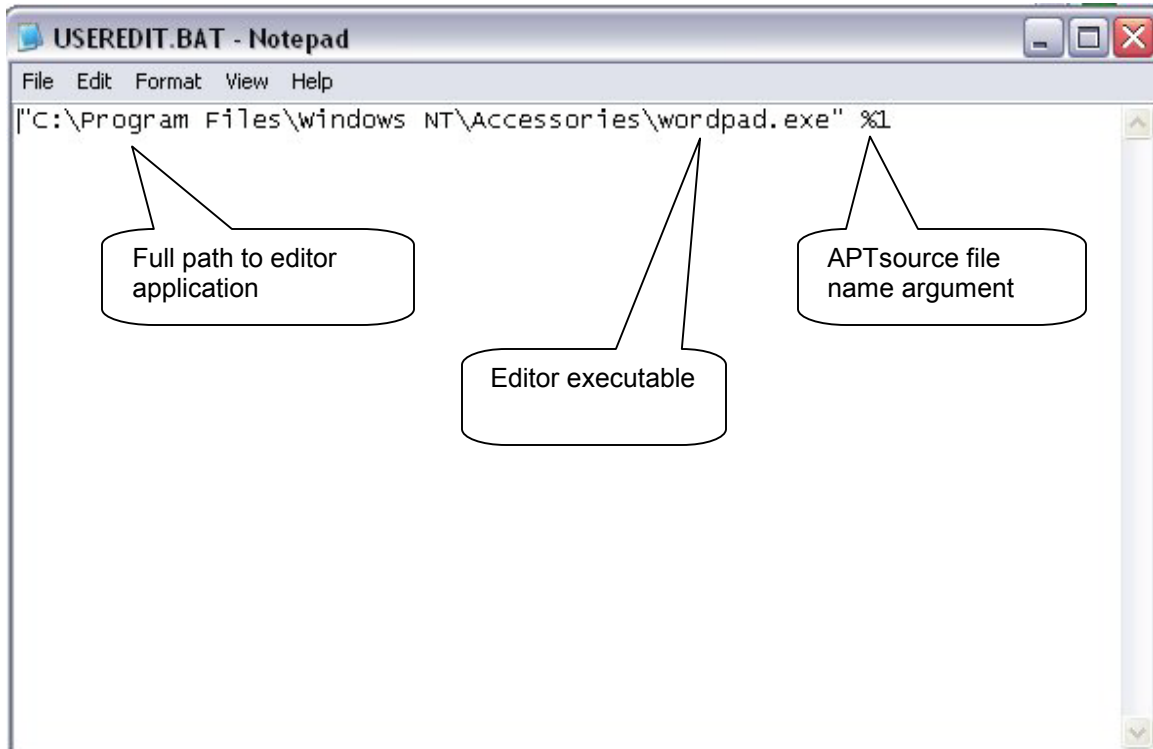 USEREDIT.BAT - Notepad
File Edit Format View Help
"C:\Program Files\Windows NT\Accessories\wordpad.exe" %1
Full path to editor
application
APTsource file
name argument
Editor executable